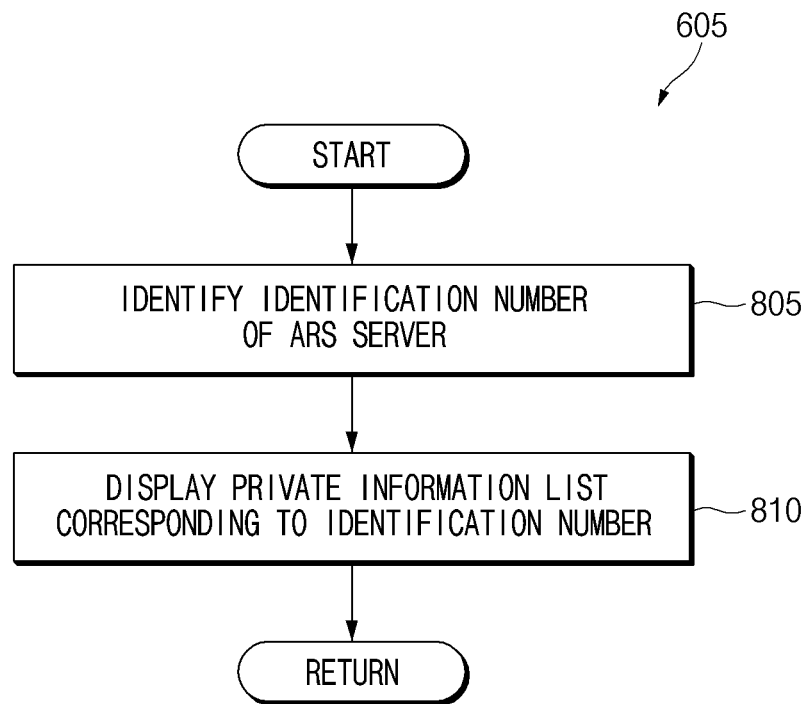 605
START
IDENTIFY IDENTIFICATION NUMBER
OF ARS SERVER
805
DISPLAY PRIVATE INFORMATION LIST
CORRESPONDING TO IDENTIFICATION NUMBER
810
RETURN